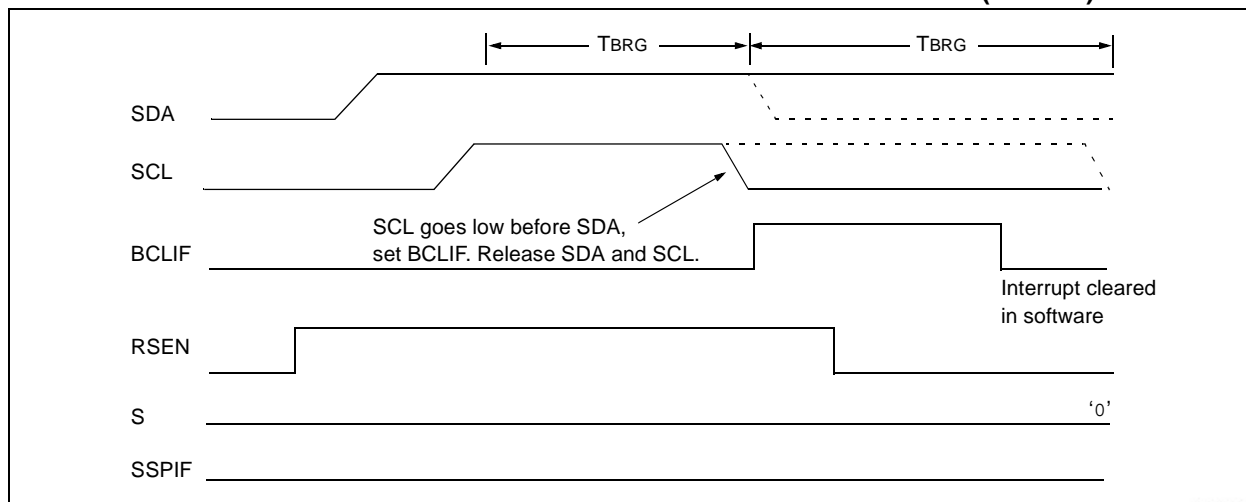 TBRG TBRG
SDA
SCL
SCL goes low before SDA,
set BCLIF. Release SDA and SCL.
BCLIF
Interrupt cleared
in software
RSEN
S '0'
SSPIF